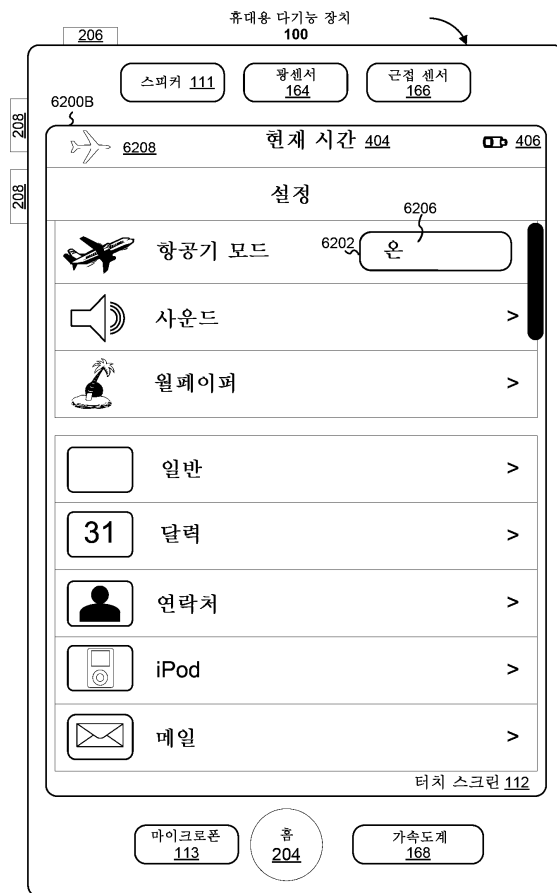 휴대용 다기능 장치
100
206
스피커 111
광센서
164
근접 센서
166
6200B
208
208
6208
현재 시간 404
406
설정
6206
항공기 모드
6202
온
사운드 >
월페이퍼 >
일반 >
31 달력 >
연락처 >
iPod >
메일 >
터치 스크린 112
마이크로폰
113
홈
204
가속도계
168